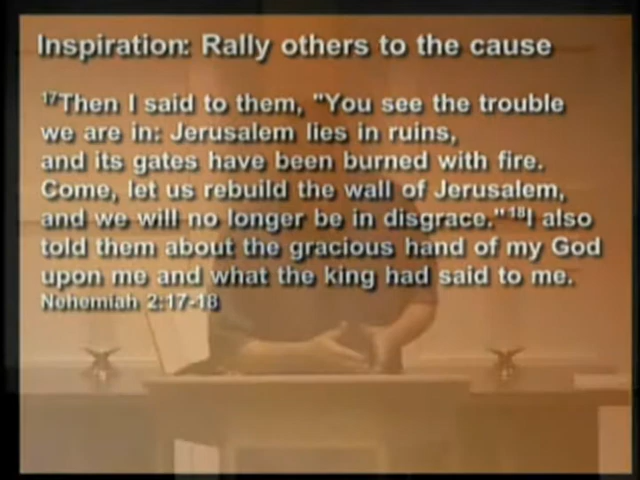 Inspiration: Rally others to the cause
¹⁷Then I said to them, "You see the trouble
we are in: Jerusalem lies in ruins,
and its gates have been burned with fire.
Come, let us rebuild the wall of Jerusalem,
and we will no longer be in disgrace." ¹⁸I also
told them about the gracious hand of my God
upon me and what the king had said to me.
Nehemiah 2:17-18